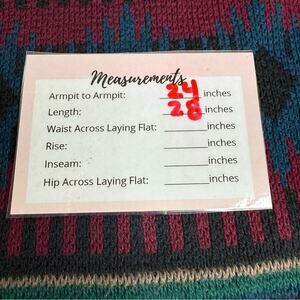 Measurements
Armpit to Armpit: 24 inches
Length: 28 inches
Waist Across Laying Flat: ________inches
Rise: ________inches
Inseam: ________inches
Hip Across Laying Flat: ________inches